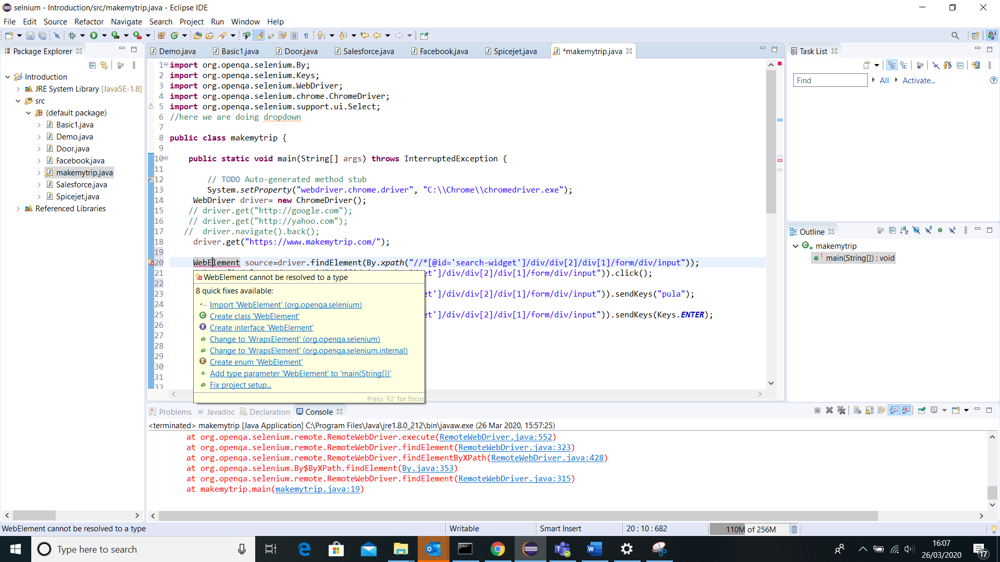 selnium - Introduction/src/makemytrip.java - Eclipse IDE
File Edit Source Refactor Navigate Search Project Run Window Help
Package Explorer
Introduction
JRE System Library [JavaSE-1.8]
src
(default package)
Basic1.java
Demo.java
Door.java
Facebook.java
makemytrip.java
Salesforce.java
Spicejet.java
Referenced Libraries
Demo.java Basic1.java Door.java Salesforce.java Facebook.java Spicejet.java *makemytrip.java
1 import org.openqa.selenium.By;
2 import org.openqa.selenium.Keys;
3 import org.openqa.selenium.WebDriver;
4 import org.openqa.selenium.chrome.ChromeDriver;
5 import org.openqa.selenium.support.ui.Select;
6 //here we are doing dropdown
7
8 public class makemytrip {
9
10 public static void main(String[] args) throws InterruptedException {
11
12 // TODO Auto-generated method stub
13 System.setProperty("webdriver.chrome.driver", "C:\\Chrome\\chromedriver.exe");
14 WebDriver driver= new ChromeDriver();
15 // driver.get("http://google.com");
16 // driver.get("http://yahoo.com");
17 // driver.navigate().back();
18 driver.get("https://www.makemytrip.com/");
19
20 WebElement source=driver.findElement(By.xpath("//*[@id='search-widget']/div/div[2]/div[1]/form/div/input"));
21 et']/div/div[2]/div[1]/form/div/input")).click();
22
23 et']/div/div[2]/div[1]/form/div/input")).sendKeys("pula");
24
25 et']/div/div[2]/div[1]/form/div/input")).sendKeys(Keys.ENTER);
26
27
28
29
30
31
32
WebElement cannot be resolved to a type
8 quick fixes available:
Import 'WebElement' (org.openqa.selenium)
Create class 'WebElement'
Create interface 'WebElement'
Change to 'WrapsElement' (org.openqa.selenium)
Change to 'WrapsElement' (org.openqa.selenium.internal)
Create enum 'WebElement'
Add type parameter 'WebElement' to 'main(String[])'
Fix project setup...
Press 'F2' for focus
Task List
Find All Activate...
Outline
makemytrip
main(String[]) : void
Problems Javadoc Declaration Console
<terminated> makemytrip [Java Application] C:\Program Files\Java\jre1.8.0_212\bin\javaw.exe (26 Mar 2020, 15:57:25)
at org.openqa.selenium.remote.RemoteWebDriver.execute(RemoteWebDriver.java:552)
at org.openqa.selenium.remote.RemoteWebDriver.findElement(RemoteWebDriver.java:323)
at org.openqa.selenium.remote.RemoteWebDriver.findElementByXPath(RemoteWebDriver.java:428)
at org.openqa.selenium.By$ByXPath.findElement(By.java:353)
at org.openqa.selenium.remote.RemoteWebDriver.findElement(RemoteWebDriver.java:315)
at makemytrip.main(makemytrip.java:19)
WebElement cannot be resolved to a type Writable Smart Insert 20 : 10 : 682 110M of 256M
Type here to search
16:07
26/03/2020
17